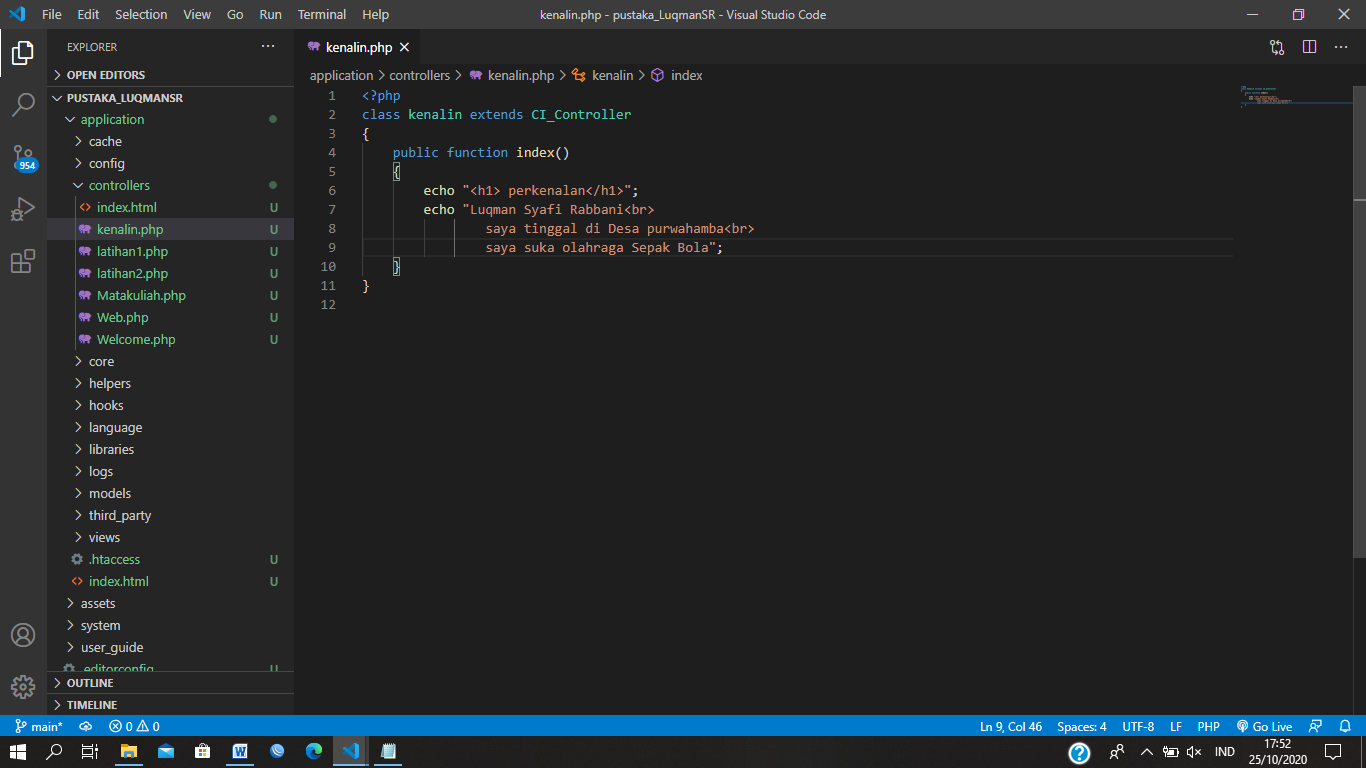 File Edit Selection View Go Run Terminal Help
kenalin.php - pustaka_LuqmanSR - Visual Studio Code
EXPLORER
OPEN EDITORS
PUSTAKA_LUQMANSR
application
cache
config
controllers
index.html U
kenalin.php U
latihan1.php U
latihan2.php U
Matakuliah.php U
Web.php U
Welcome.php U
core
helpers
hooks
language
libraries
logs
models
third_party
views
.htaccess U
index.html U
assets
system
user_guide
.editorconfig U
OUTLINE
TIMELINE
954
kenalin.php
application > controllers > kenalin.php > kenalin > index
1 <?php
2 class kenalin extends CI_Controller
3 {
4     public function index()
5     {
6         echo "<h1> perkenalan</h1>";
7         echo "Luqman Syafi Rabbani<br>
8                 saya tinggal di Desa purwahamba<br>
9                 saya suka olahraga Sepak Bola";
10     }
11 }
12
main* 0 0 Ln 9, Col 46 Spaces: 4 UTF-8 LF PHP Go Live
IND
17:52
25/10/2020